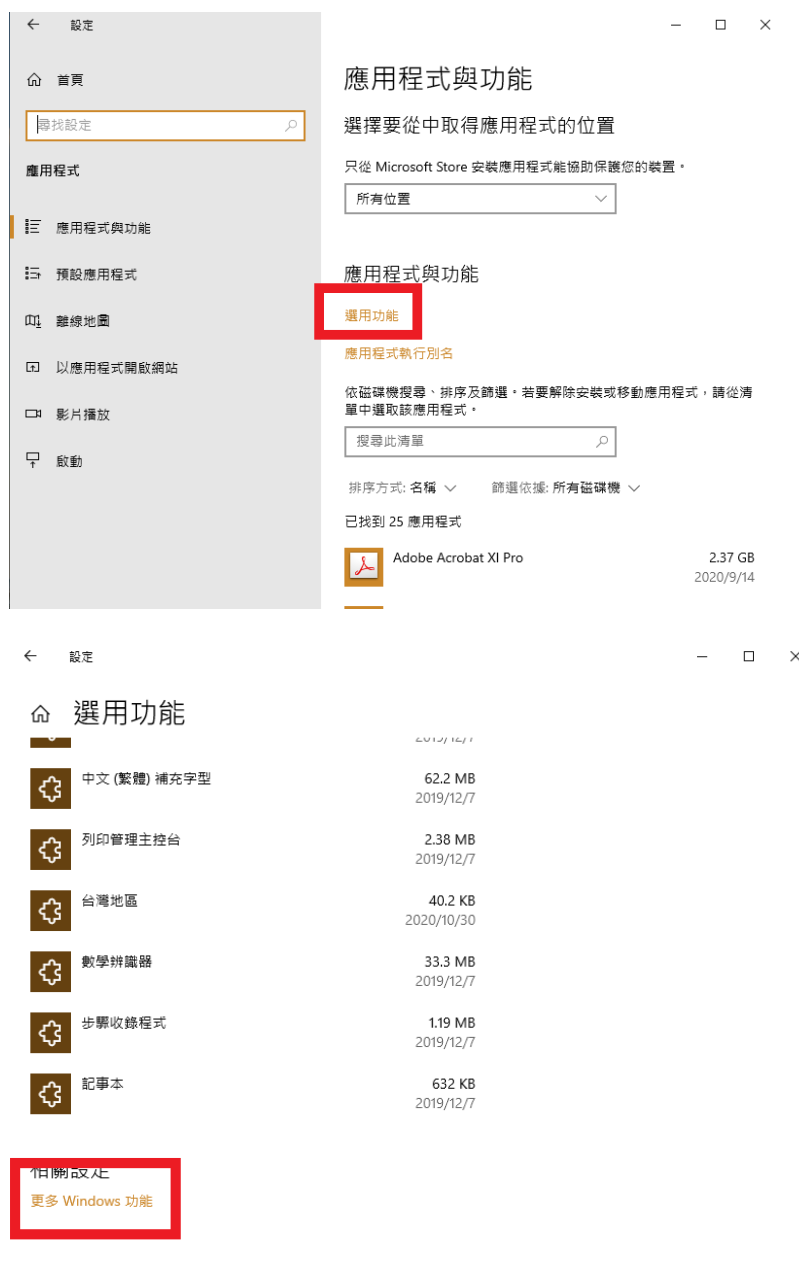 設定
首頁
尋找設定
應用程式
應用程式與功能
預設應用程式
離線地圖
以應用程式開啟網站
影片播放
啟動
應用程式與功能
選擇要從中取得應用程式的位置
只從 Microsoft Store 安裝應用程式能協助保護您的裝置。
所有位置
應用程式與功能
選用功能
應用程式執行別名
依磁碟機搜尋、排序及篩選。若要解除安裝或移動應用程式，請從清
單中選取該應用程式。
搜尋此清單
排序方式: 名稱 篩選依據: 所有磁碟機
已找到 25 應用程式
Adobe Acrobat XI Pro 2.37 GB
2020/9/14
設定
選用功能
2019/12/7
中文 (繁體) 補充字型 62.2 MB
2019/12/7
列印管理主控台 2.38 MB
2019/12/7
台灣地區 40.2 KB
2020/10/30
數學辨識器 33.3 MB
2019/12/7
步驟收錄程式 1.19 MB
2019/12/7
記事本 632 KB
2019/12/7
相關設定
更多 Windows 功能